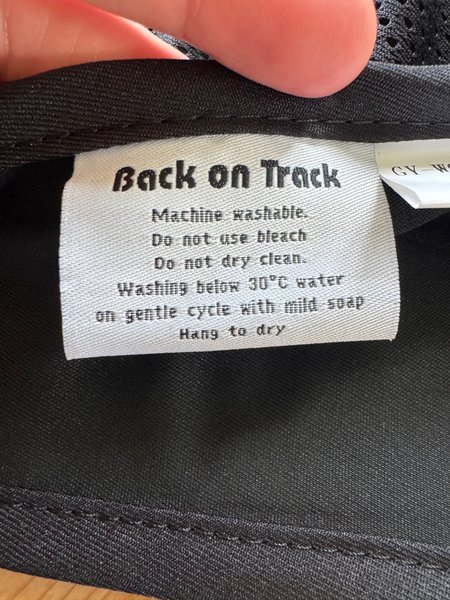 Back on Track
Machine washable.
Do not use bleach
Do not dry clean.
Washing below 30°C water
on gentle cycle with mild soap
Hang to dry